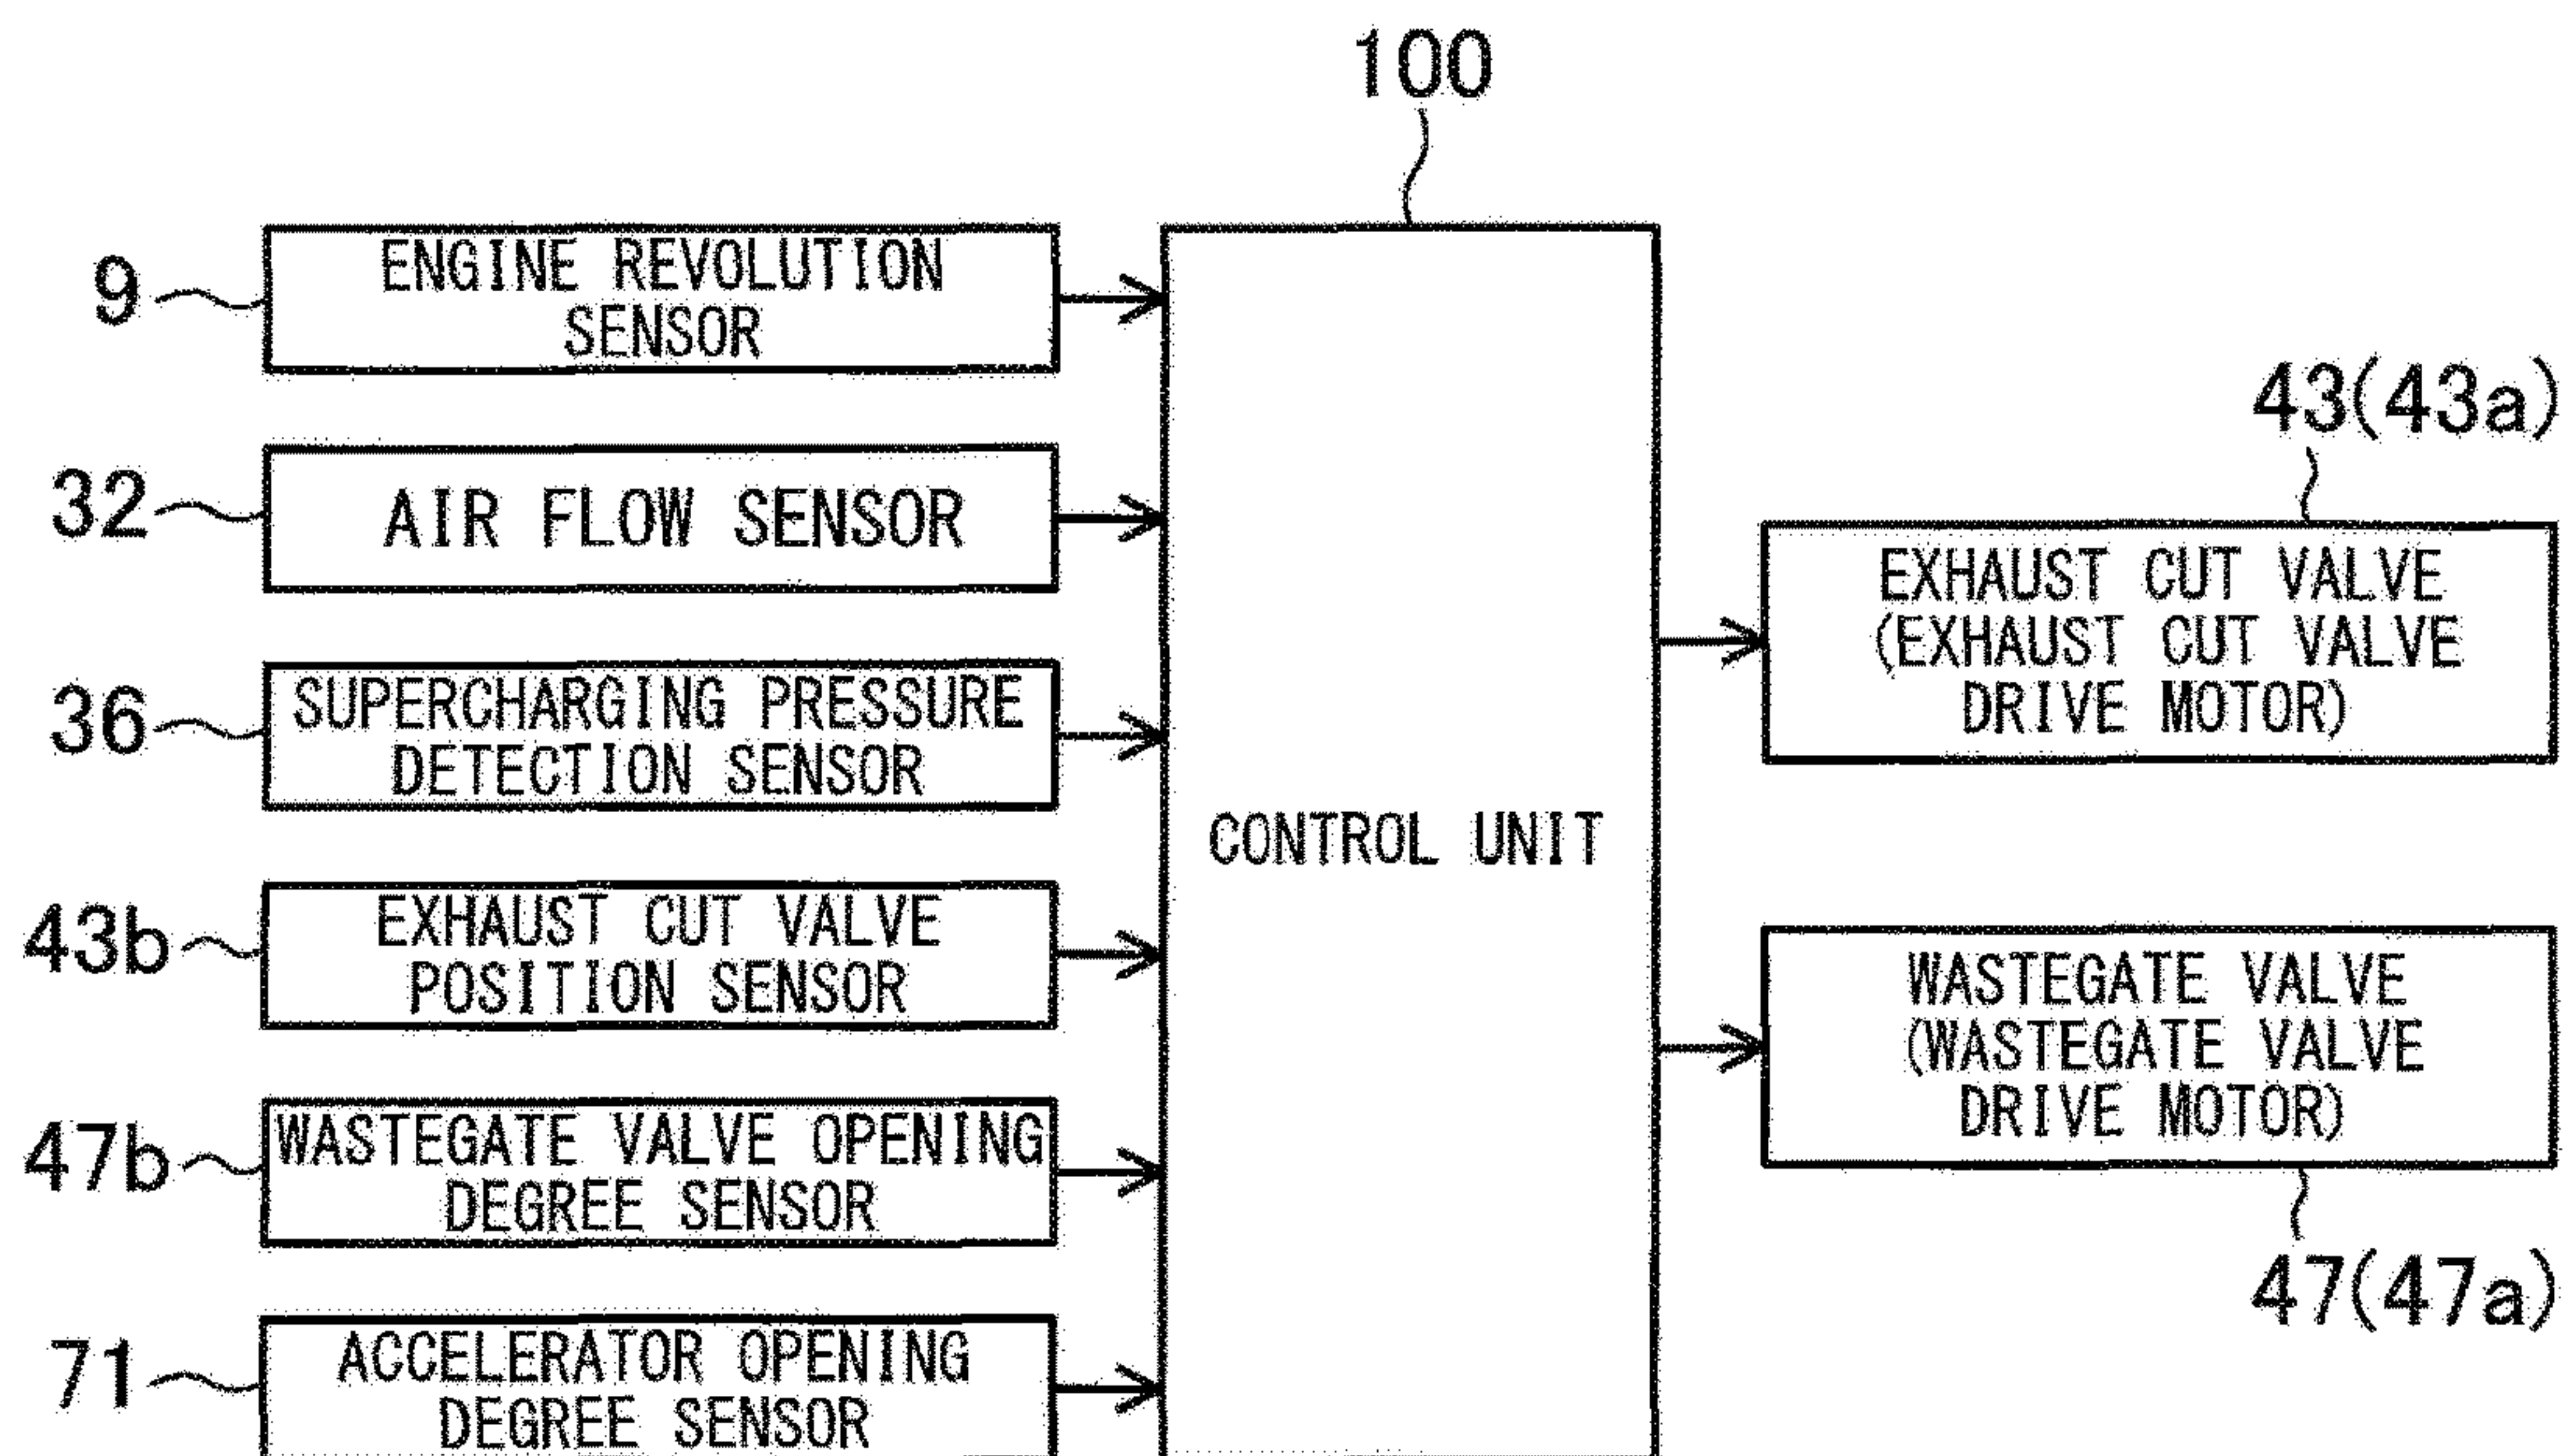 100
9
ENGINE REVOLUTION
SENSOR
32
AIR FLOW SENSOR
36
SUPERCHARGING PRESSURE
DETECTION SENSOR
43b
EXHAUST CUT VALVE
POSITION SENSOR
47b
WASTEGATE VALVE OPENING
DEGREE SENSOR
71
ACCELERATOR OPENING
DEGREE SENSOR
CONTROL UNIT
43(43a)
EXHAUST CUT VALVE
(EXHAUST CUT VALVE
DRIVE MOTOR)
WASTEGATE VALVE
(WASTEGATE VALVE
DRIVE MOTOR)
47(47a)